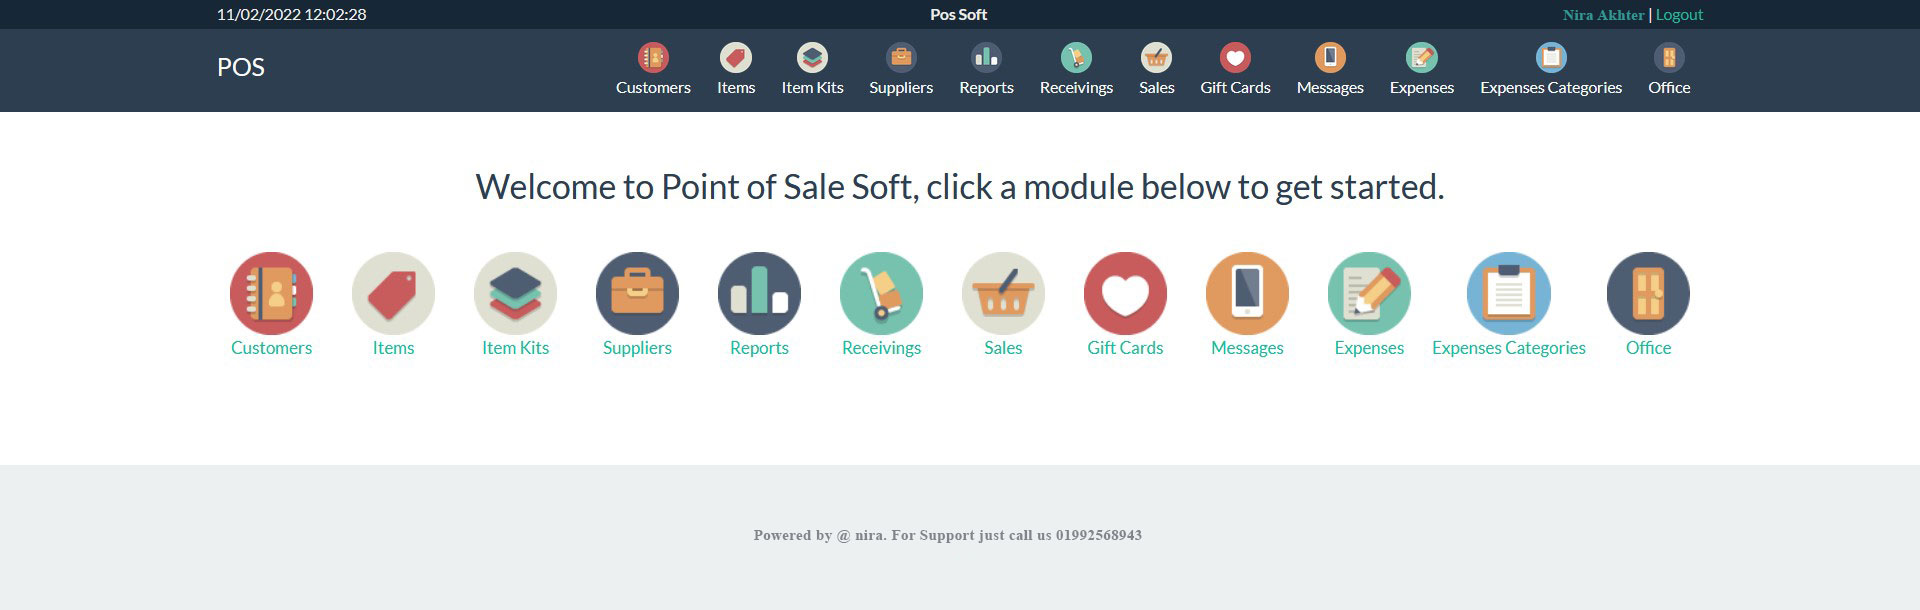 11/02/2022 12:02:28 Pos Soft Nira Akhter | Logout
POS Customers Items Item Kits Suppliers Reports Receivings Sales Gift Cards Messages Expenses Expenses Categories Office
Welcome to Point of Sale Soft, click a module below to get started.
Customers Items Item Kits Suppliers Reports Receivings Sales Gift Cards Messages Expenses Expenses Categories Office
Powered by @ nira. For Support just call us 01992568943